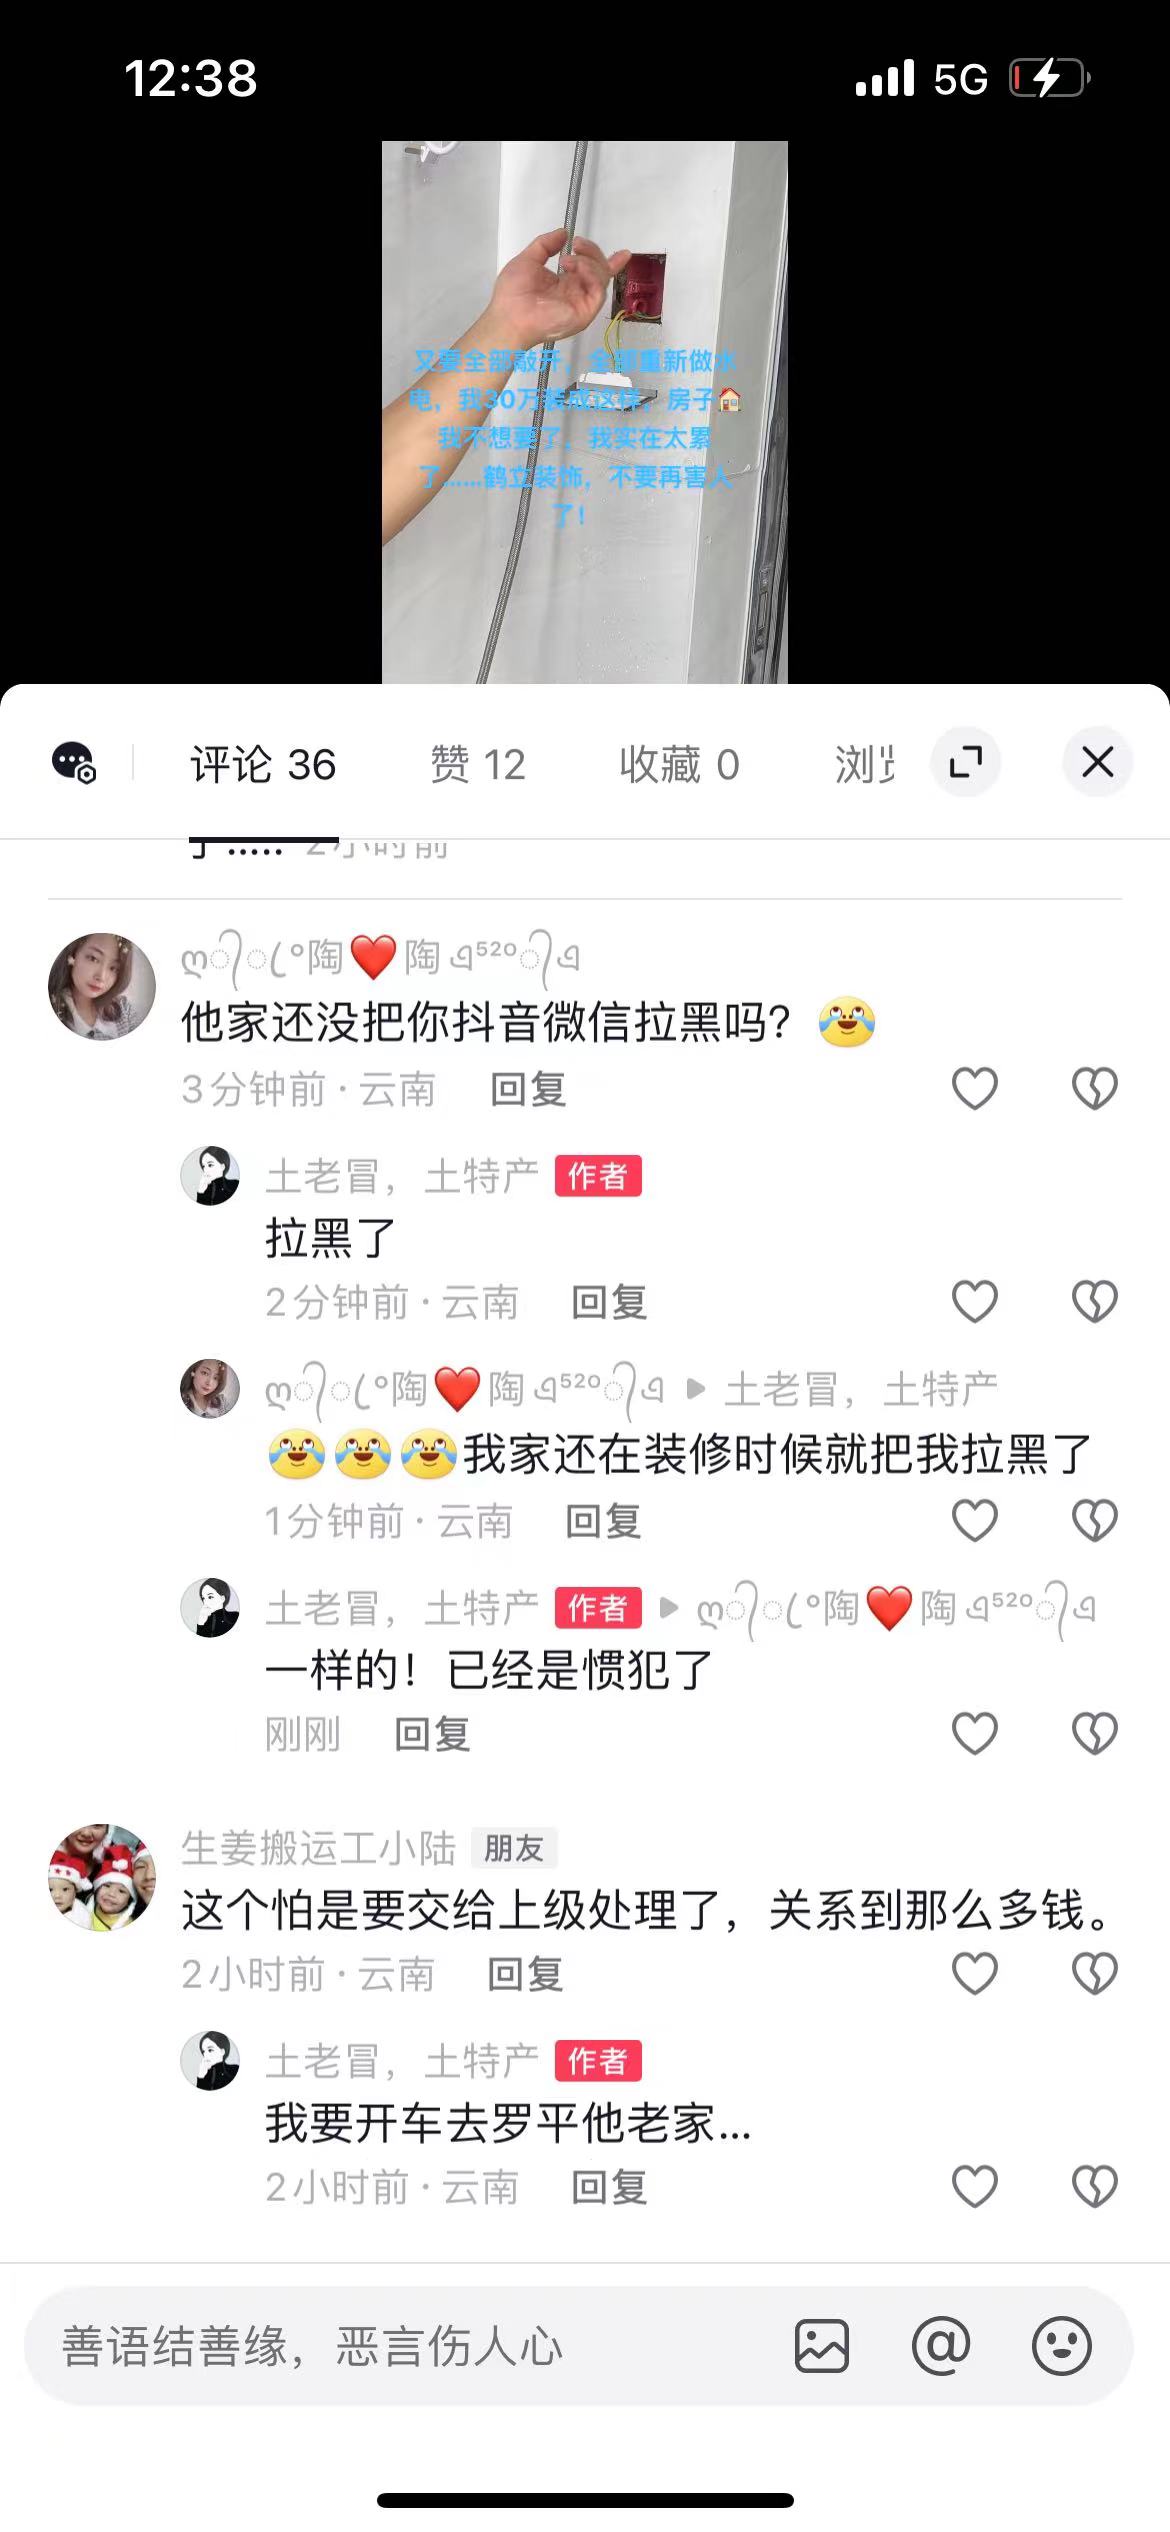 12:38
5G
又要全部敲开，全部重新做水
电，我30万装成这样，房子🏠
我不想要了，我实在太累
了……鹤立装饰，不要再害人
了！
评论 36
赞 12
收藏 0
浏览
了…… 2小时前
陶❤️陶
他家还没把你抖音微信拉黑吗？😂
3分钟前 · 云南 回复
土老冒，土特产 作者
拉黑了
2分钟前 · 云南 回复
陶❤️陶 ▶ 土老冒，土特产
😂😂😂我家还在装修时候就把我拉黑了
1分钟前 · 云南 回复
土老冒，土特产 作者 ▶ 陶❤️陶
一样的！已经是惯犯了
刚刚 回复
生姜搬运工小陆 朋友
这个怕是要交给上级处理了，关系到那么多钱。
2小时前 · 云南 回复
土老冒，土特产 作者
我要开车去罗平他老家...
2小时前 · 云南 回复
善语结善缘，恶言伤人心